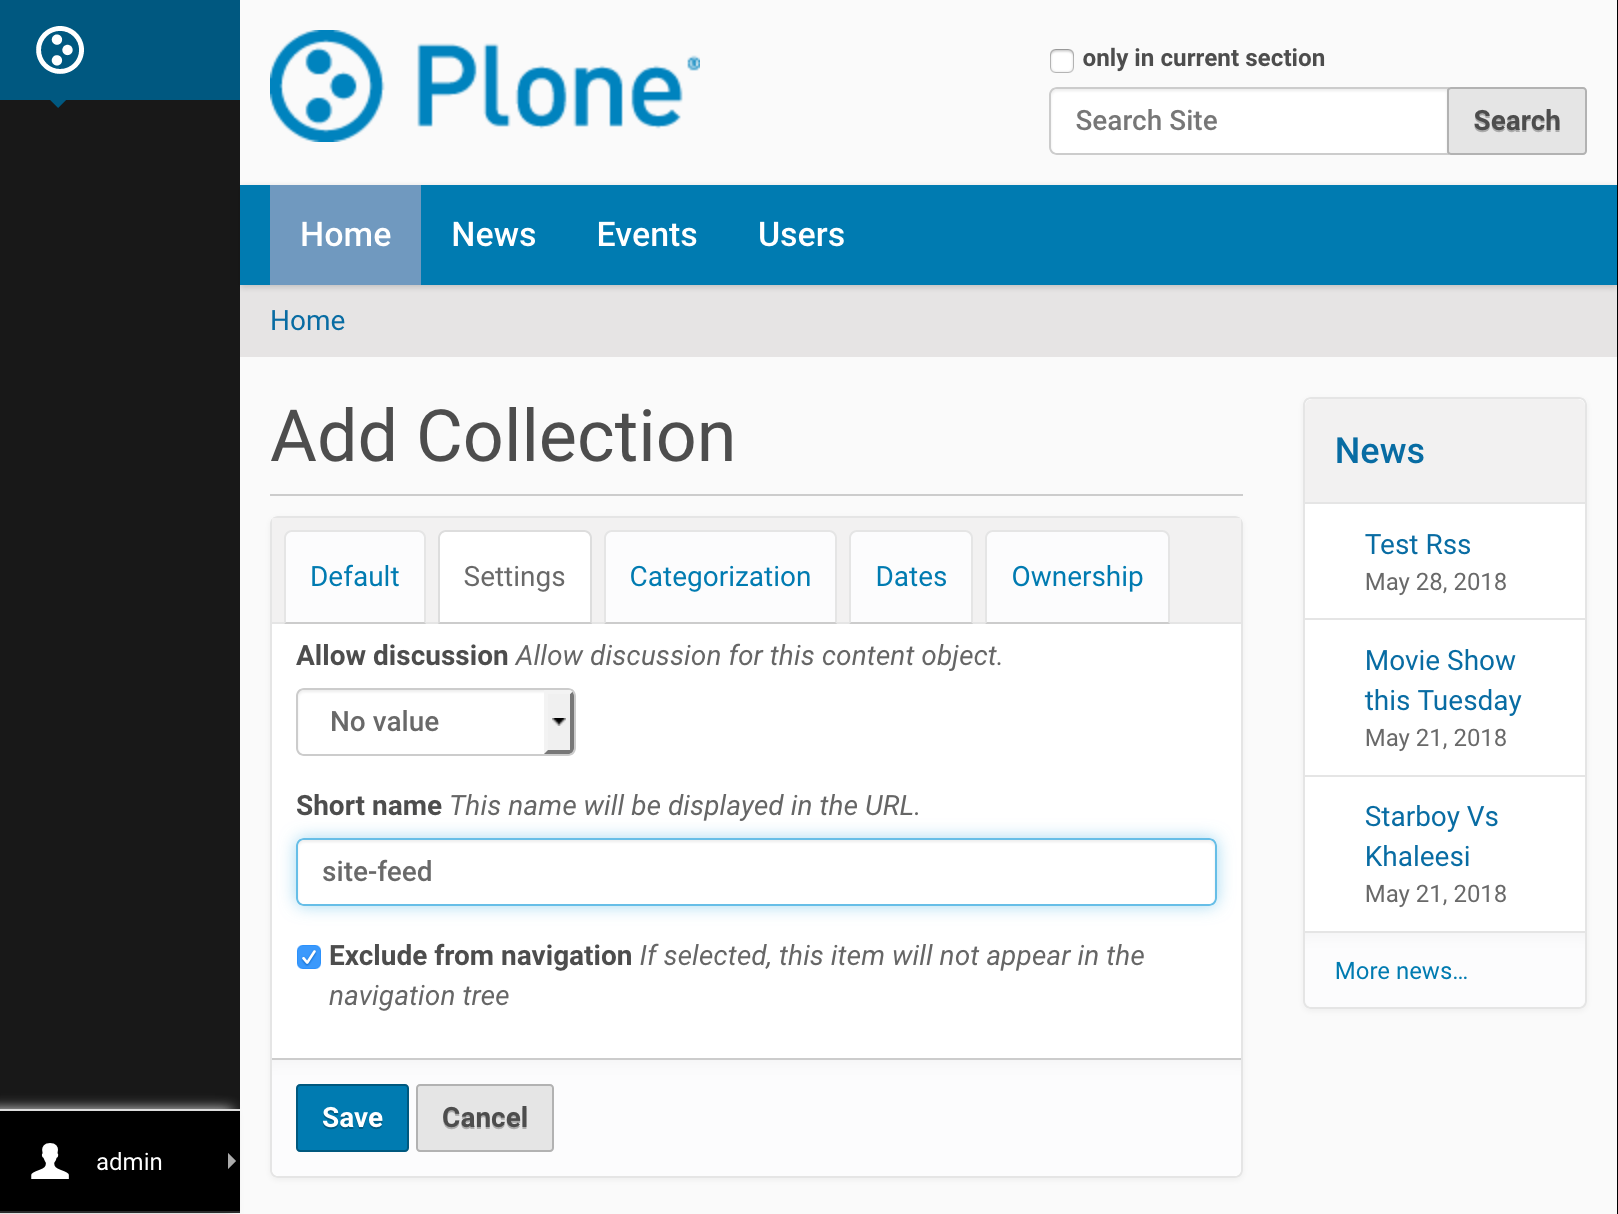 Plone®
only in current section
Search Site
Search
Home News Events Users
Home
Add Collection
Default Settings Categorization Dates Ownership
Allow discussion Allow discussion for this content object.
No value
Short name This name will be displayed in the URL.
site-feed
Exclude from navigation If selected, this item will not appear in the
navigation tree
Save Cancel
News
Test Rss
May 28, 2018
Movie Show
this Tuesday
May 21, 2018
Starboy Vs
Khaleesi
May 21, 2018
More news...
admin